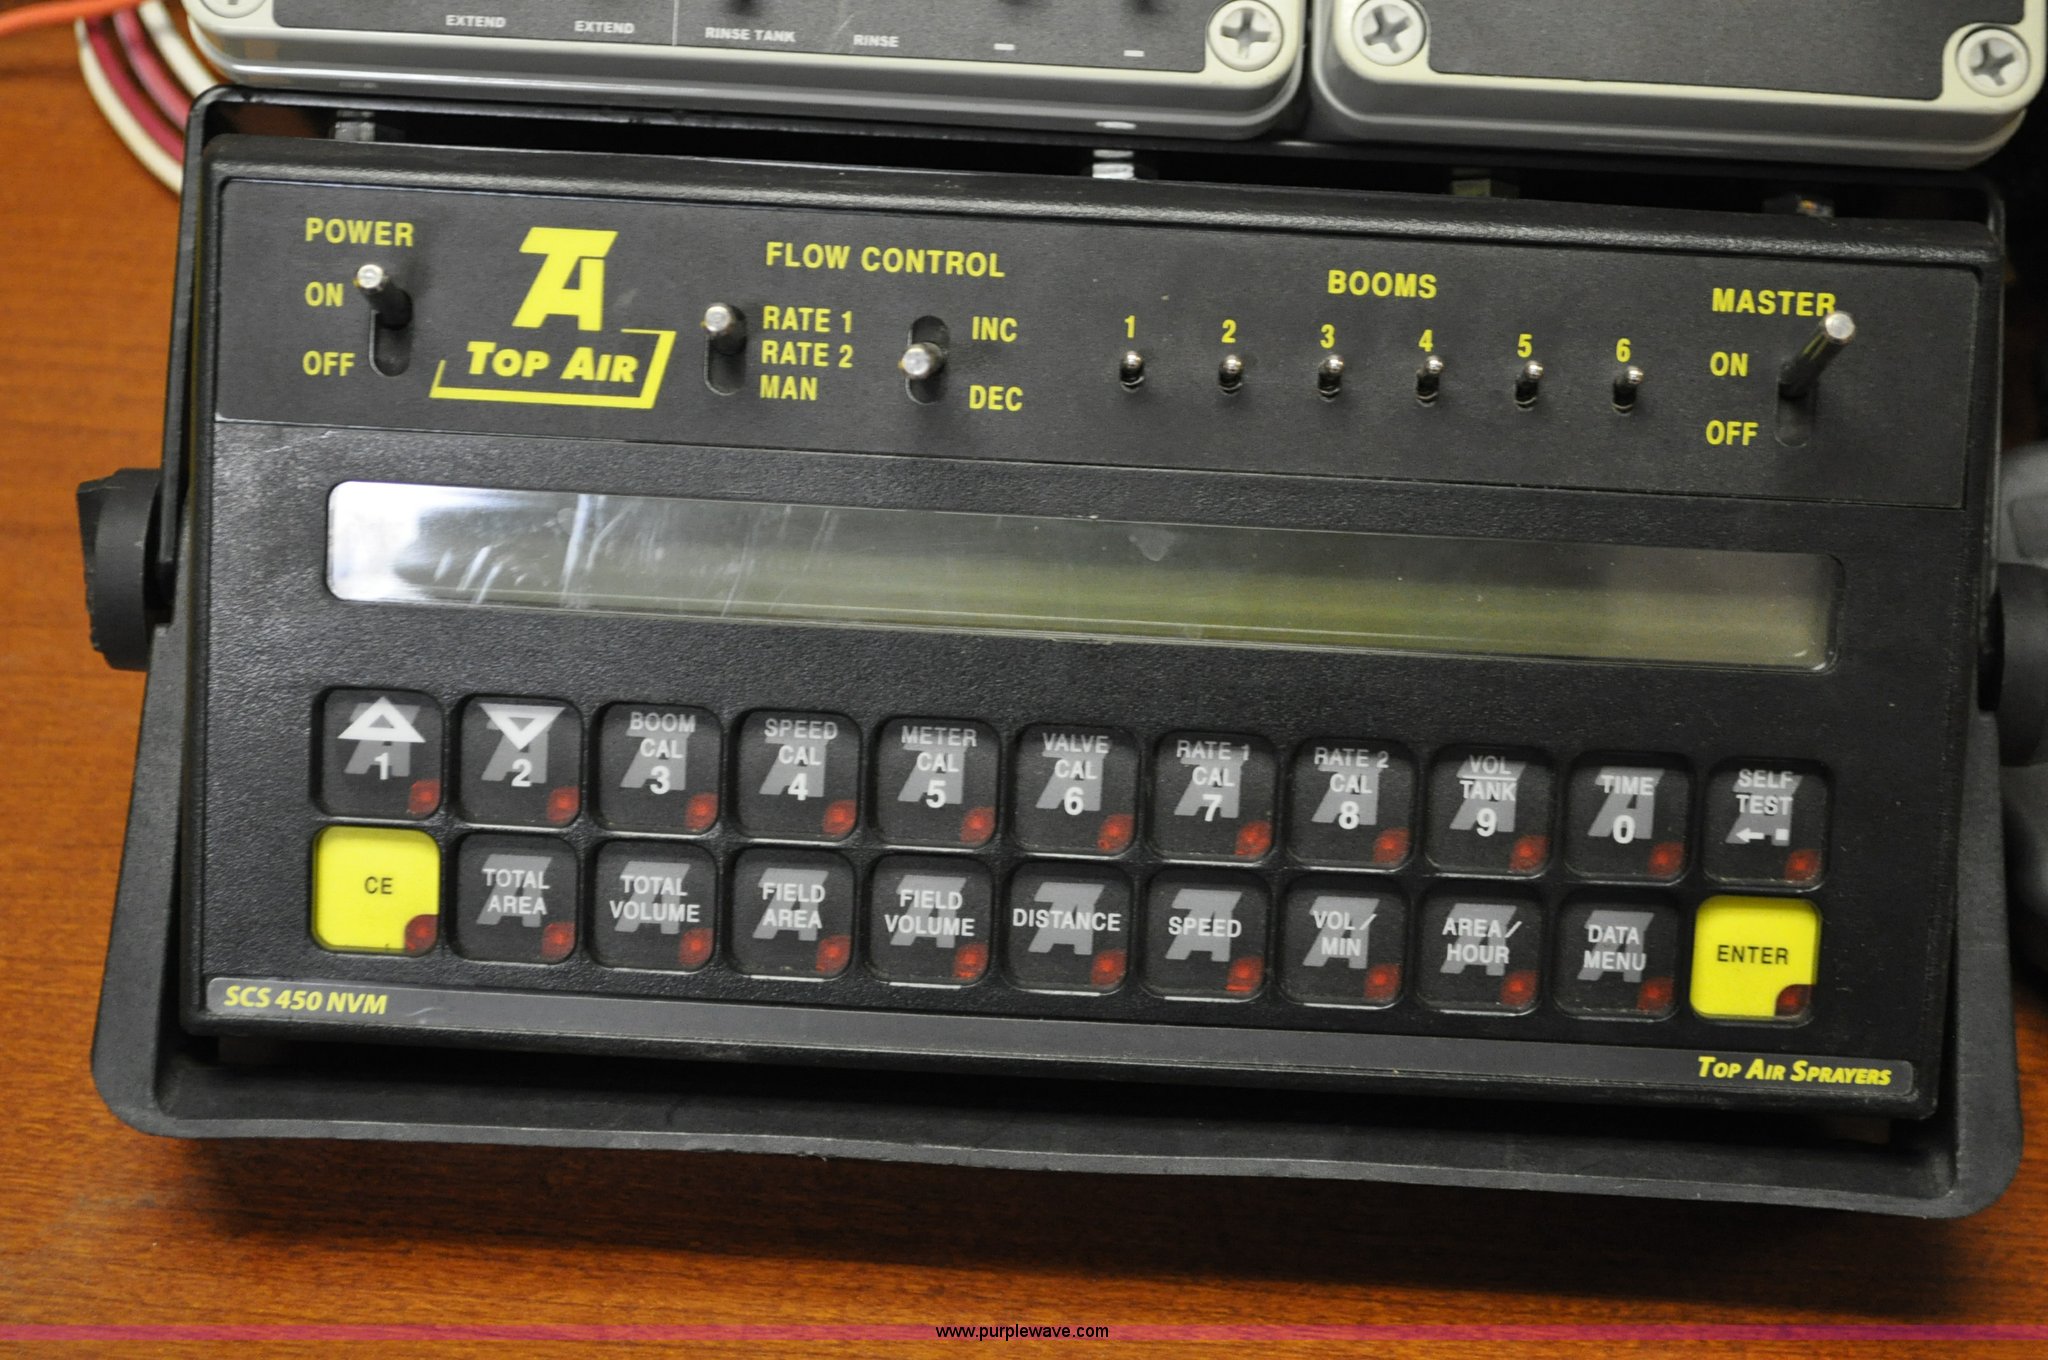 EXTEND
EXTEND
RINSE TANK
RINSE
POWER
ON
OFF
TA
TOP AIR
FLOW CONTROL
RATE 1
RATE 2
MAN
INC
DEC
BOOMS
1 2 3 4 5 6
MASTER
ON
OFF
1
2
BOOM
CAL
3
SPEED
CAL
4
METER
CAL
5
VALVE
CAL
6
RATE 1
CAL
7
RATE 2
CAL
8
VOL
TANK
9
TIME
0
SELF
TEST
CE
TOTAL
AREA
TOTAL
VOLUME
FIELD
AREA
FIELD
VOLUME
DISTANCE
SPEED
VOL/
MIN
AREA/
HOUR
DATA
MENU
ENTER
SCS 450 NVM
TOP AIR SPRAYERS
www.purplewave.com